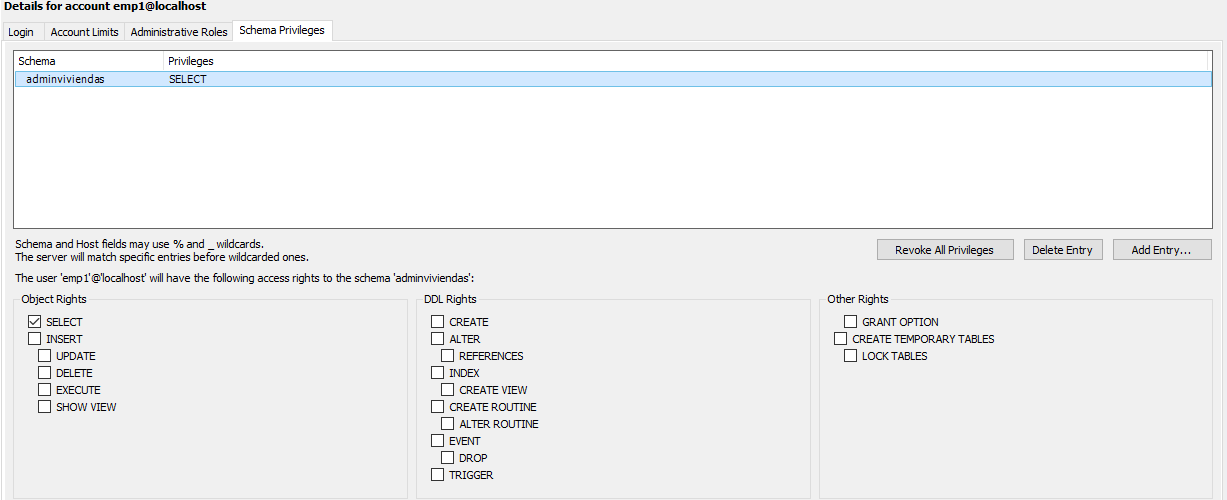 Details for account emp1@localhost
Login Account Limits Administrative Roles Schema Privileges
Schema Privileges
adminviviendas SELECT
Schema and Host fields may use % and _ wildcards.
The server will match specific entries before wildcarded ones.
Revoke All Privileges Delete Entry Add Entry...
The user 'emp1'@'localhost' will have the following access rights to the schema 'adminviviendas':
Object Rights
SELECT
INSERT
UPDATE
DELETE
EXECUTE
SHOW VIEW
DDL Rights
CREATE
ALTER
REFERENCES
INDEX
CREATE VIEW
CREATE ROUTINE
ALTER ROUTINE
EVENT
DROP
TRIGGER
Other Rights
GRANT OPTION
CREATE TEMPORARY TABLES
LOCK TABLES